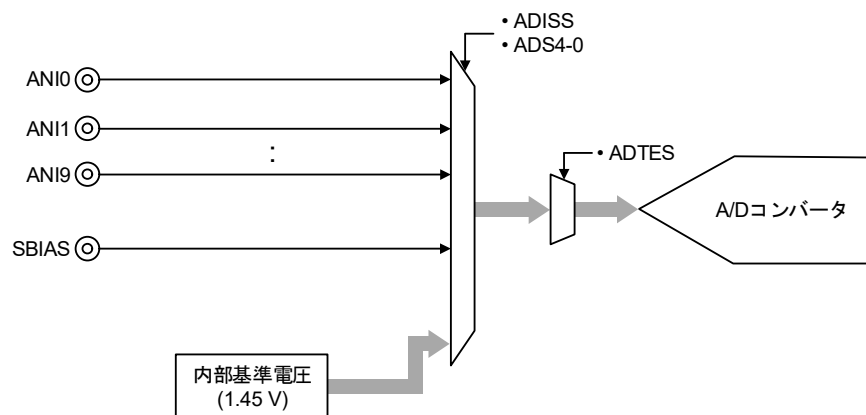 • ADISS
• ADS4-0
ANI0
ANI1
:
ANI9
• ADTES
A/Dコンバータ
SBIAS
内部基準電圧
(1.45 V)